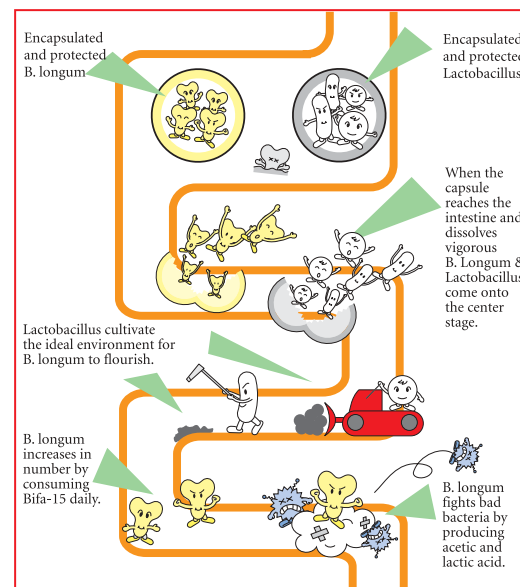 Encapsulated
and protected
B. longum
Encapsulated
and protected
Lactobacillus
When the
capsule
reaches the
intestine and
dissolves
vigorous
B. Longum &
Lactobacillus
come onto
the center
stage.
Lactobacillus cultivate
the ideal environment for
B. longum to flourish.
B. longum
increases in
number by
consuming
Bifa-15 daily.
B. longum
fights bad
bacteria by
producing
acetic and
lactic acid.